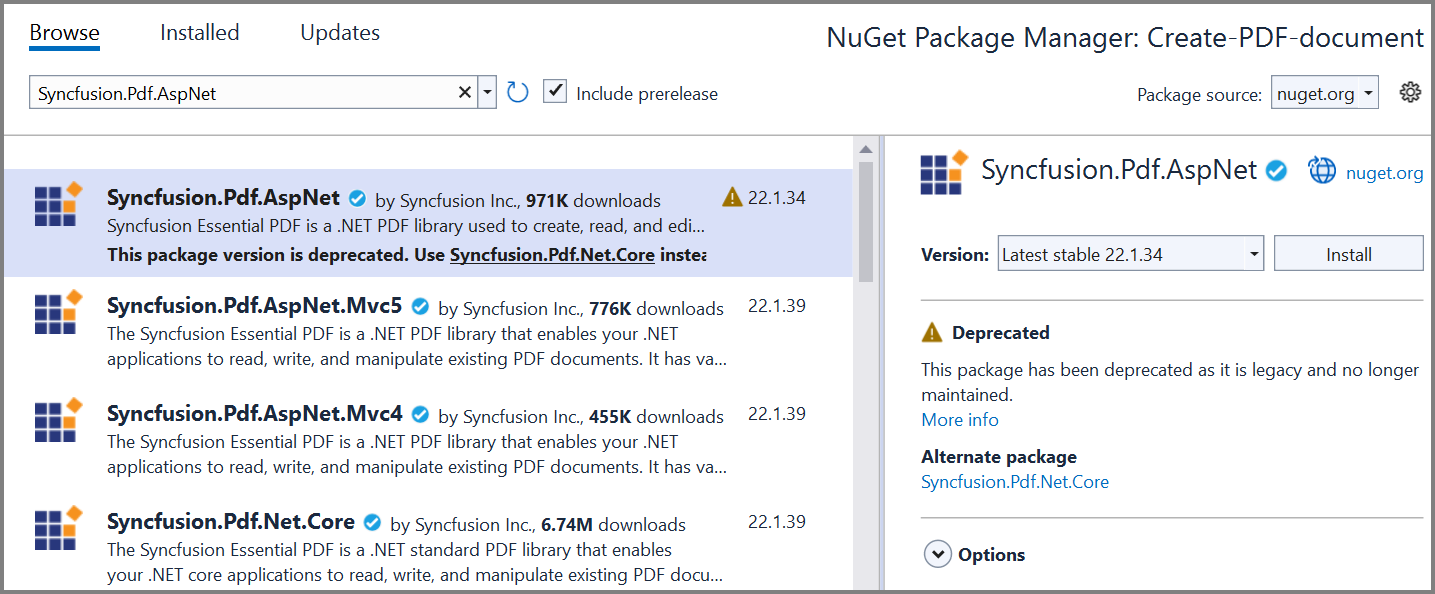 Browse Installed Updates NuGet Package Manager: Create-PDF-document
Syncfusion.Pdf.AspNet Include prerelease Package source: nuget.org
Syncfusion.Pdf.AspNet by Syncfusion Inc., 971K downloads 22.1.34
Syncfusion Essential PDF is a .NET PDF library used to create, read, and edi...
This package version is deprecated. Use Syncfusion.Pdf.Net.Core instea
Syncfusion.Pdf.AspNet.Mvc5 by Syncfusion Inc., 776K downloads 22.1.39
The Syncfusion Essential PDF is a .NET PDF library that enables your .NET
applications to read, write, and manipulate existing PDF documents. It has va...
Syncfusion.Pdf.AspNet.Mvc4 by Syncfusion Inc., 455K downloads 22.1.39
The Syncfusion Essential PDF is a .NET PDF library that enables your .NET
applications to read, write, and manipulate existing PDF documents. It has va...
Syncfusion.Pdf.Net.Core by Syncfusion Inc., 6.74M downloads 22.1.39
The Syncfusion Essential PDF is a .NET standard PDF library that enables
your .NET core applications to read, write, and manipulate existing PDF docu...
Syncfusion.Pdf.AspNet nuget.org
Version: Latest stable 22.1.34 Install
Deprecated
This package has been deprecated as it is legacy and no longer
maintained.
More info
Alternate package
Syncfusion.Pdf.Net.Core
Options